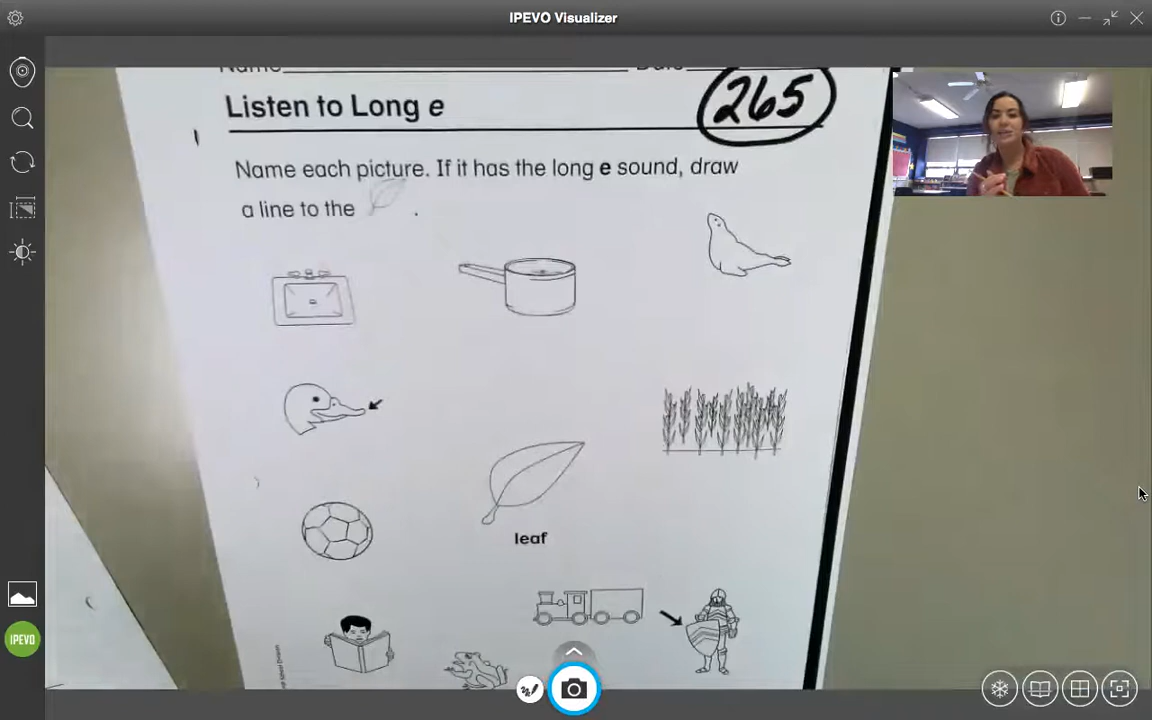 IPEVO Visualizer
Name Date
Listen to Long e
265
Name each picture. If it has the long e sound, draw
a line to the .
leaf
IPEVO